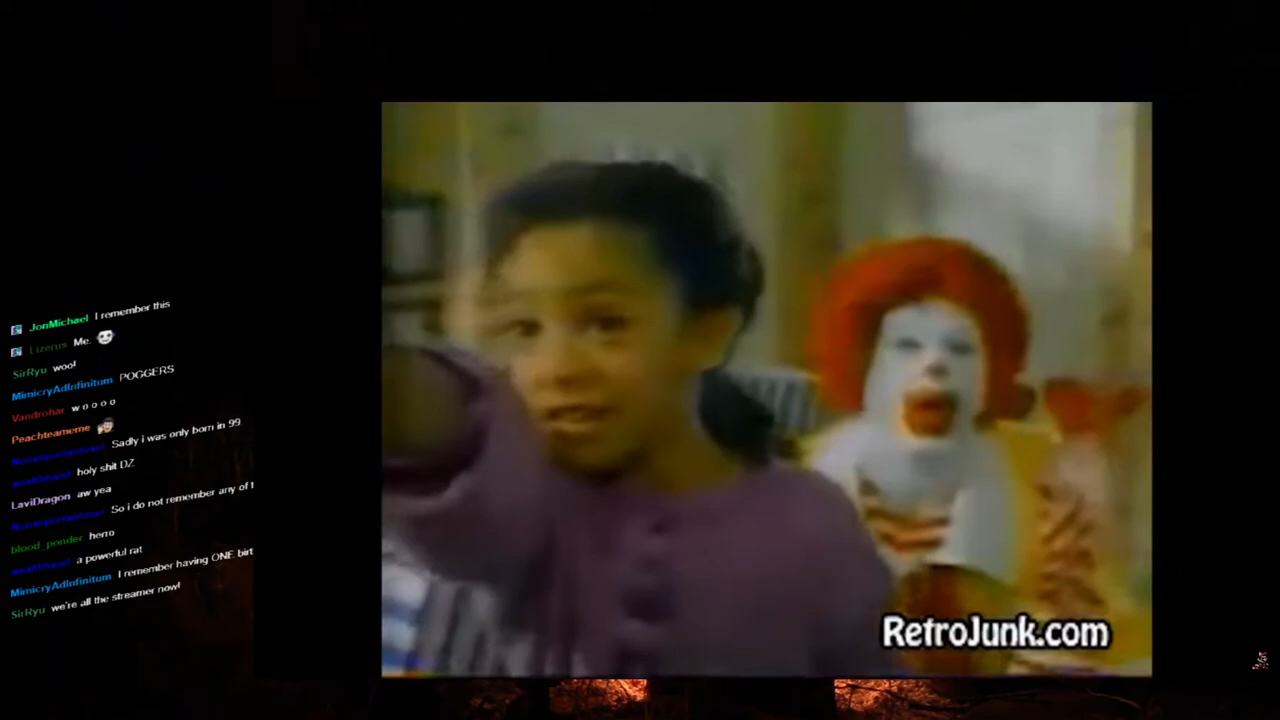 JonMichael I remember this
Lizerus Me.
SirRyu woo!
MimicryAdInfinitum POGGERS
Vandrohar w o o o o
Peachteameme
Sadly i was only born in 99
holy shit DZ
LaviDragon aw yea
So i do not remember any of
blood_ponder herro
a powerful rat
MimicryAdInfinitum I remember having ONE birt
SirRyu we're all the streamer now!
RetroJunk.com